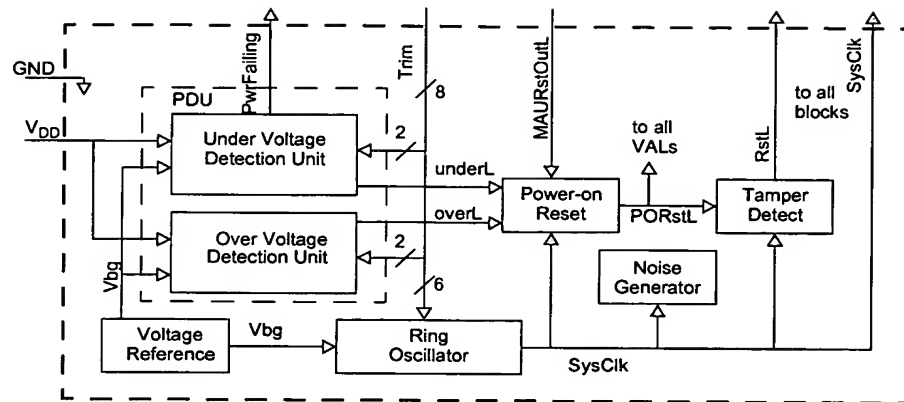 GND
VDD
PDU
PwrFailing
Trim
8
MAURstOutL
RstL
to all
blocks
SysClk
Under Voltage
Detection Unit
2
underL
to all
VALs
Power-on
Reset
PORstL
Tamper
Detect
overL
Over Voltage
Detection Unit
2
6
Vbg
Noise
Generator
Voltage
Reference
Vbg
Ring
Oscillator
SysClk